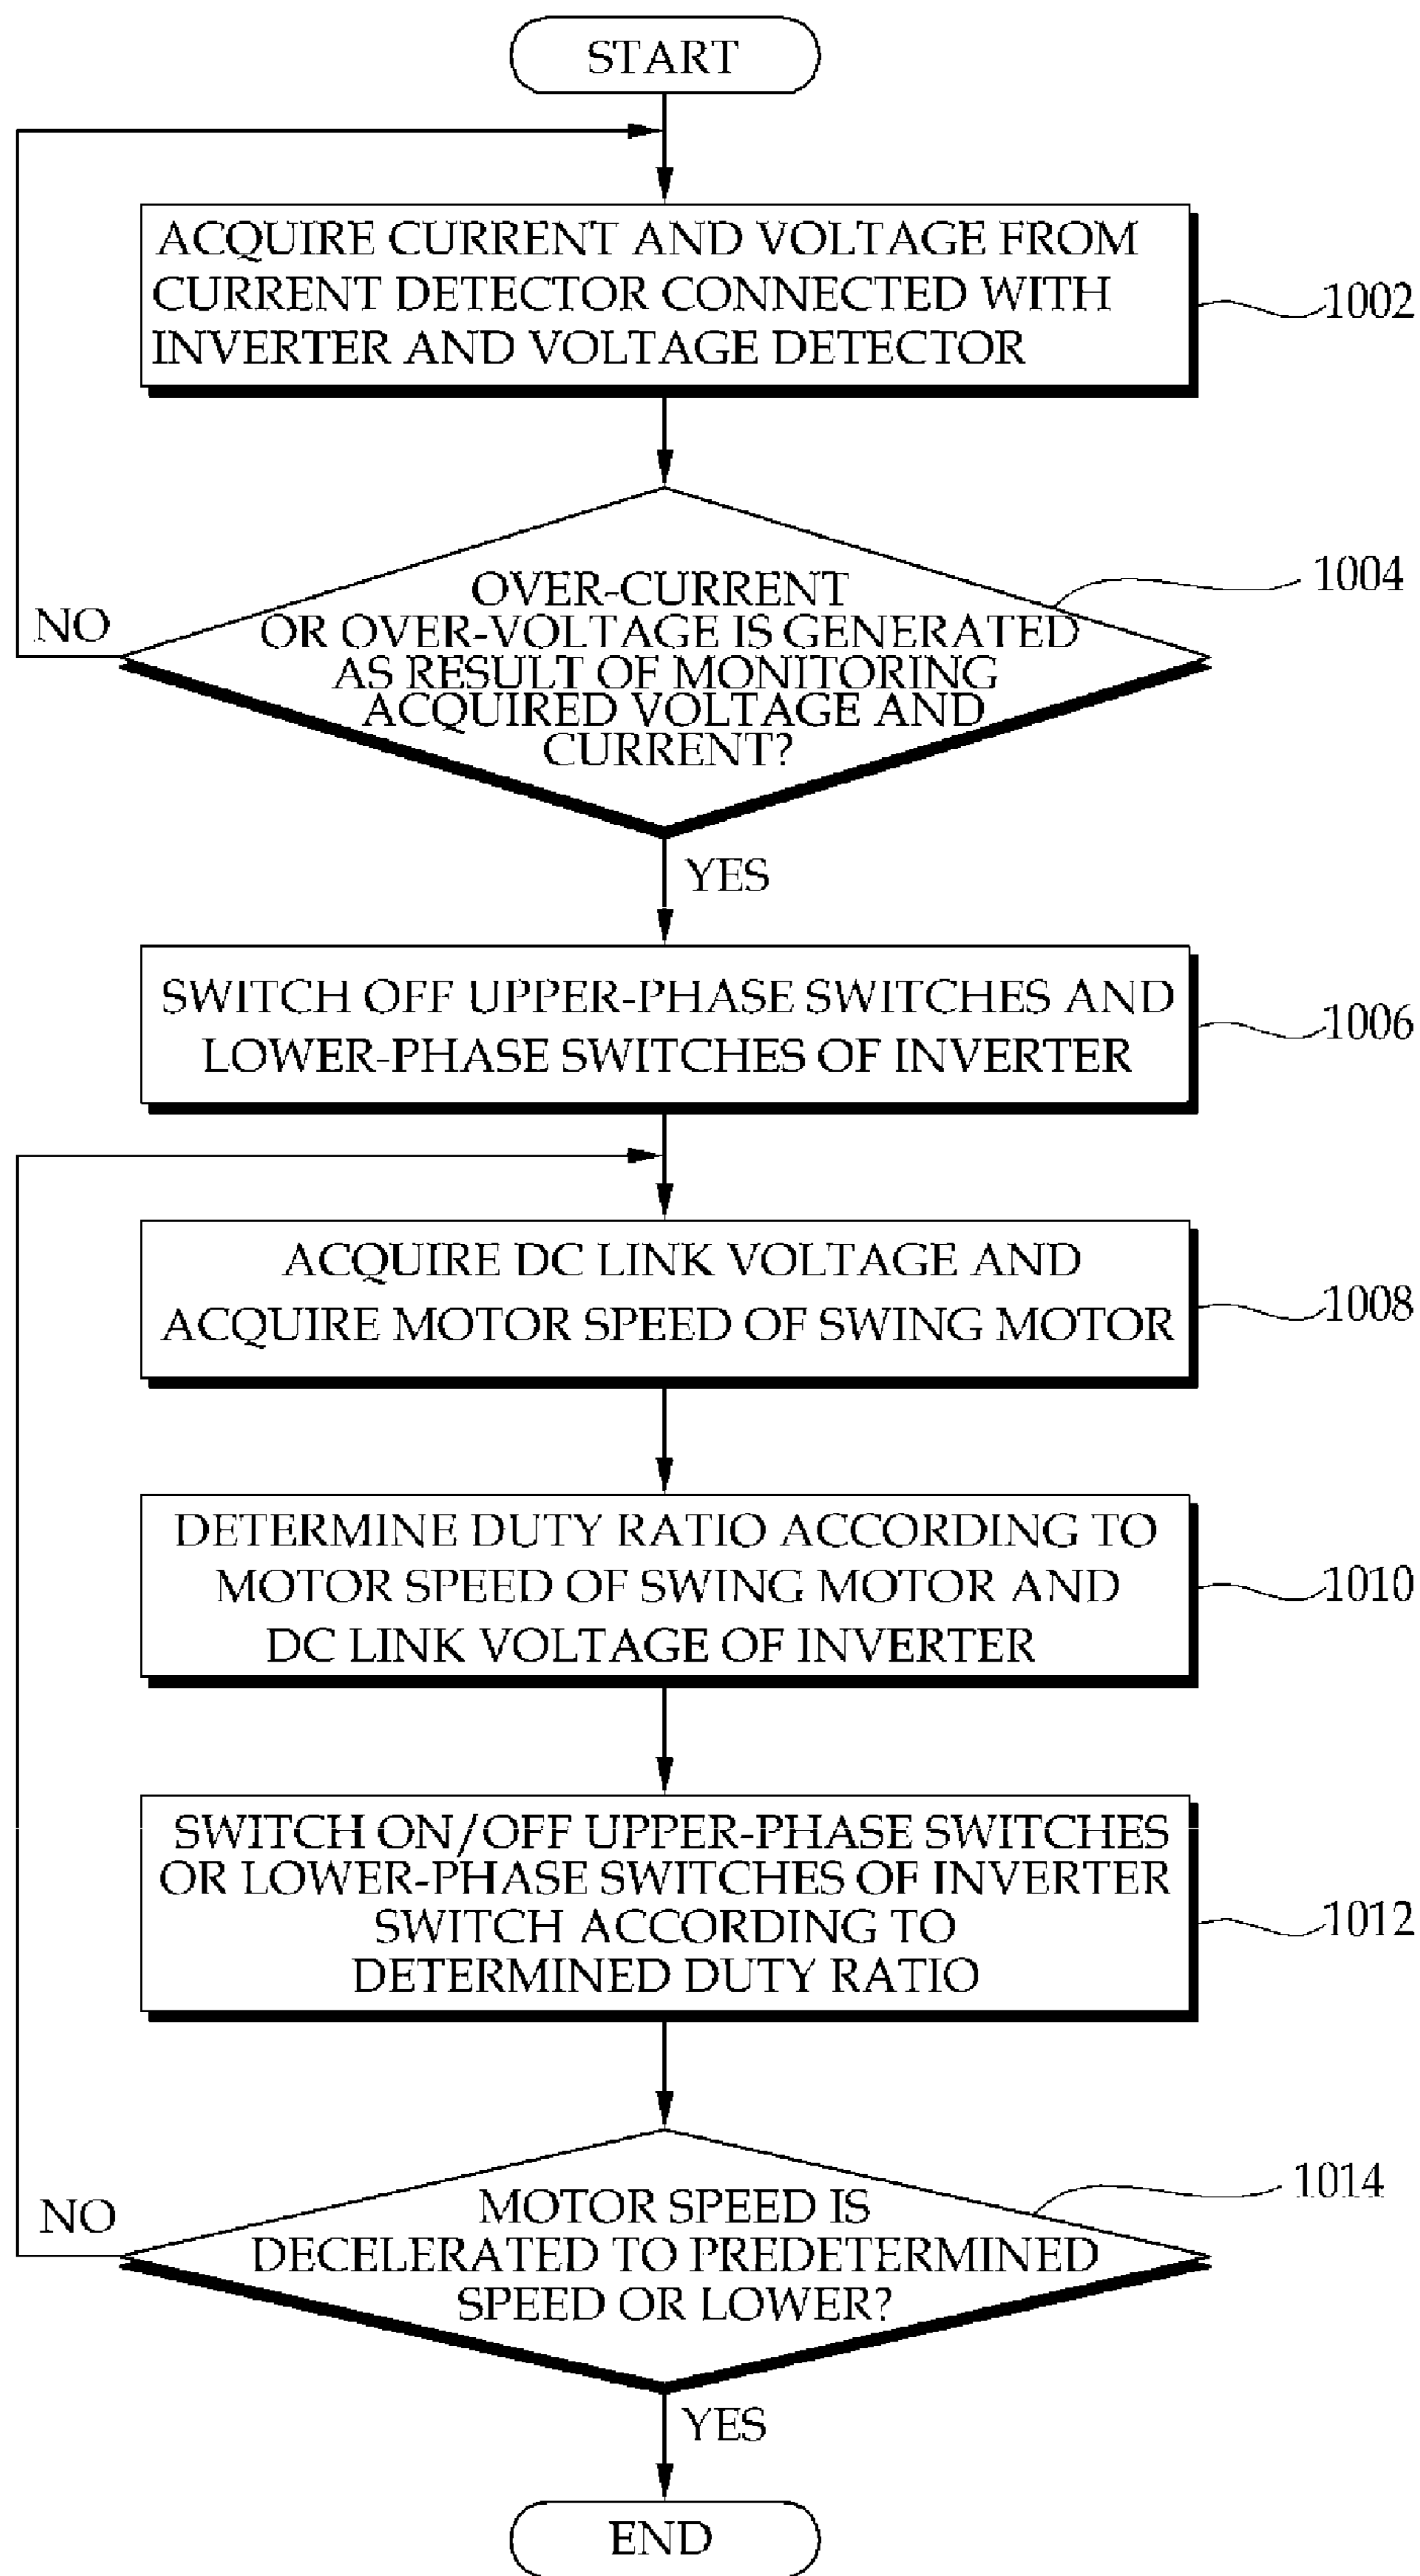 START
ACQUIRE CURRENT AND VOLTAGE FROM
CURRENT DETECTOR CONNECTED WITH
INVERTER AND VOLTAGE DETECTOR
1002
OVER-CURRENT
OR OVER-VOLTAGE IS GENERATED
AS RESULT OF MONITORING
ACQUIRED VOLTAGE AND
CURRENT?
1004
NO
YES
SWITCH OFF UPPER-PHASE SWITCHES AND
LOWER-PHASE SWITCHES OF INVERTER
1006
ACQUIRE DC LINK VOLTAGE AND
ACQUIRE MOTOR SPEED OF SWING MOTOR
1008
DETERMINE DUTY RATIO ACCORDING TO
MOTOR SPEED OF SWING MOTOR AND
DC LINK VOLTAGE OF INVERTER
1010
SWITCH ON/OFF UPPER-PHASE SWITCHES
OR LOWER-PHASE SWITCHES OF INVERTER
SWITCH ACCORDING TO
DETERMINED DUTY RATIO
1012
MOTOR SPEED IS
DECELERATED TO PREDETERMINED
SPEED OR LOWER?
1014
NO
YES
END